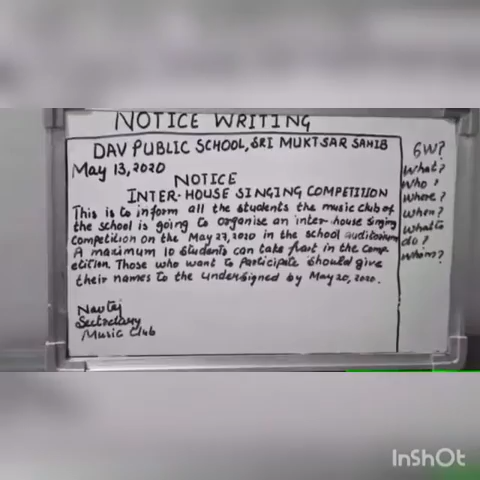 NOTICE WRITING
DAV PUBLIC SCHOOL, SRI MUKTSAR SAHIB
May 13, 2020
NOTICE
INTER-HOUSE SINGING COMPETITION
This is to inform all the students the music club of
the school is going to organise an inter house singing
competition on the May 27, 2020 in the school auditorium
A maximum 10 students can take part in the comp
etition. Those who want to participate should give
their names to the undersigned by May 20, 2020.
Navtej
Secretary
Music Club
6W?
What?
Who?
Where?
When?
What to
do?
Whom?
InShOt